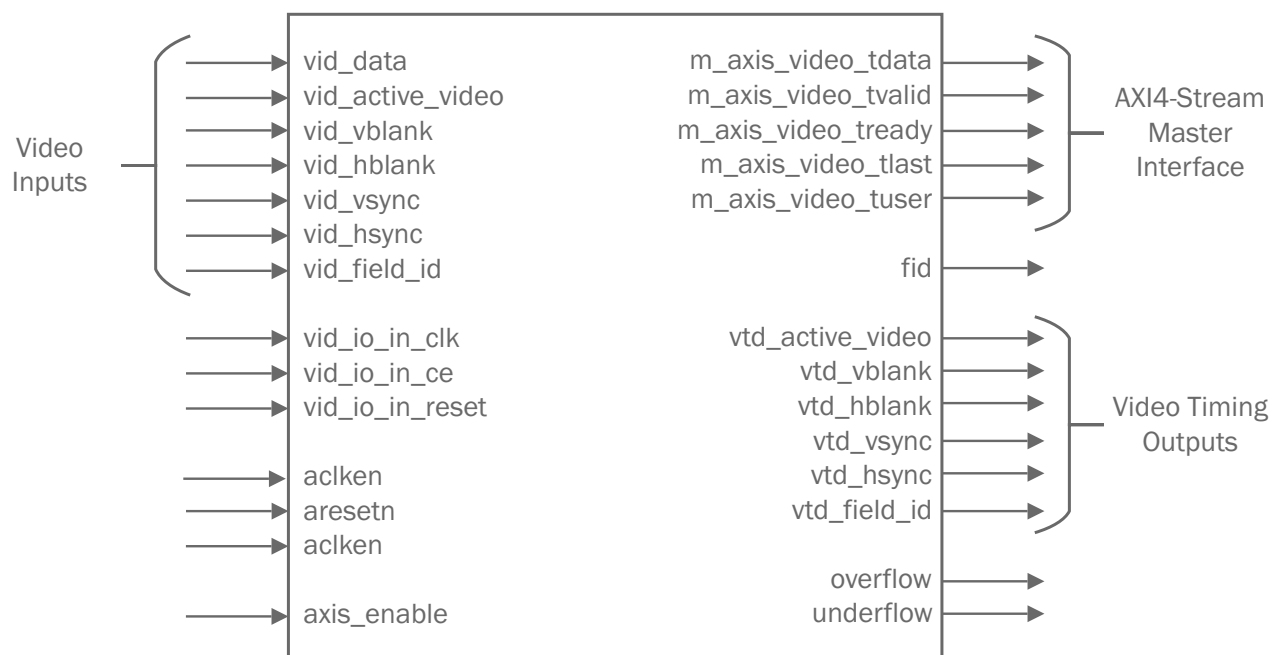 Video
Inputs
vid_data
vid_active_video
vid_vblank
vid_hblank
vid_vsync
vid_hsync
vid_field_id
vid_io_in_clk
vid_io_in_ce
vid_io_in_reset
aclken
aresetn
aclken
axis_enable
m_axis_video_tdata
m_axis_video_tvalid
m_axis_video_tready
m_axis_video_tlast
m_axis_video_tuser
fid
vtd_active_video
vtd_vblank
vtd_hblank
vtd_vsync
vtd_hsync
vtd_field_id
overflow
underflow
AXI4-Stream
Master
Interface
Video Timing
Outputs